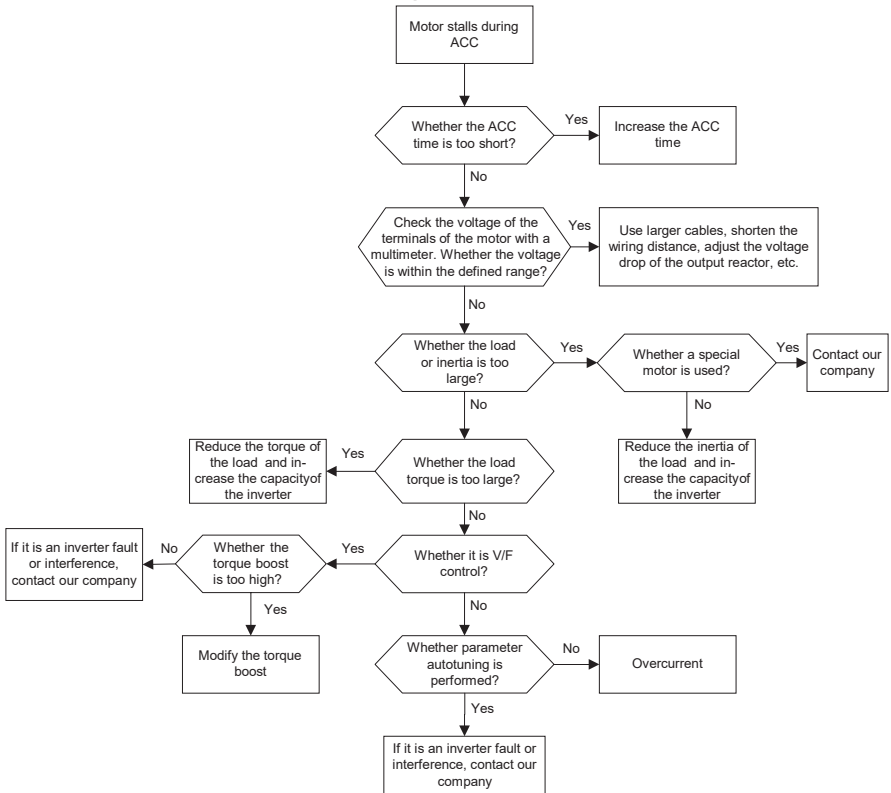 Motor stalls during
ACC
Whether the ACC
time is too short?
Yes
Increase the ACC
time
No
Check the voltage of the
terminals of the motor with a
multimeter. Whether the voltage
is within the defined range?
Yes
Use larger cables, shorten the
wiring distance, adjust the voltage
drop of the output reactor, etc.
No
Whether the load
or inertia is too
large?
Yes
Whether a special
motor is used?
Yes
Contact our
company
No
No
Reduce the torque of
the load and in-
crease the capacityof
the inverter
Yes
Whether the load
torque is too large?
Reduce the inertia of
the load and in-
crease the capacityof
the inverter
No
If it is an inverter fault
or interference,
contact our company
No
Whether the
torque boost
is too high?
Yes
Whether it is V/F
control?
Yes
No
Modify the torque
boost
Whether parameter
autotuning is
performed?
No
Overcurrent
Yes
If it is an inverter fault or
interference, contact our
company